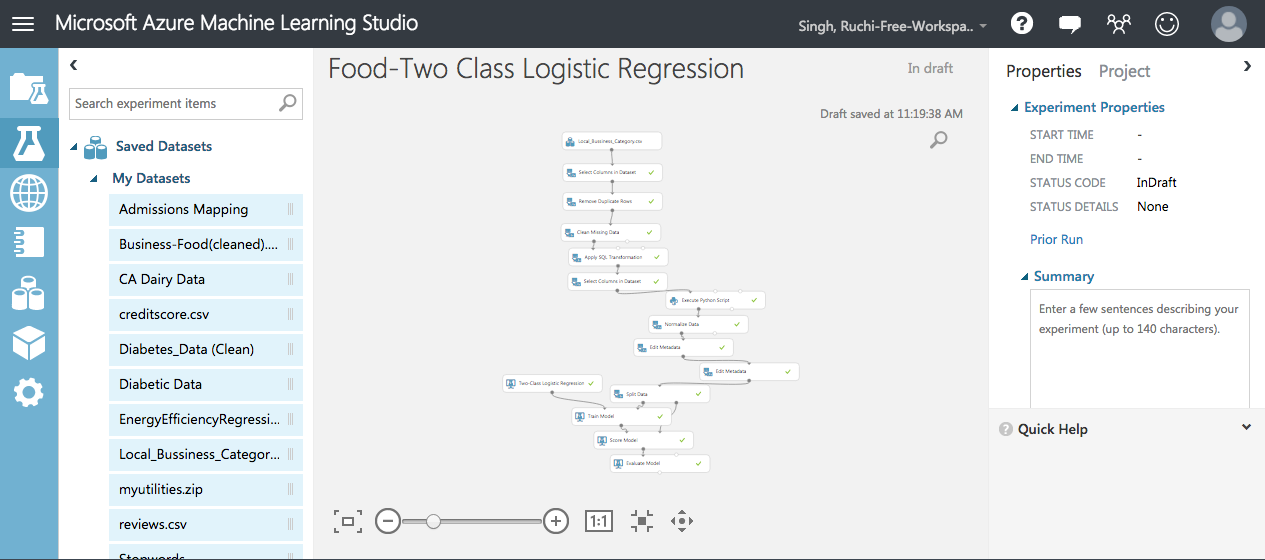 Microsoft Azure Machine Learning Studio
Singh, Ruchi-Free-Workspa..
?
Search experiment items
Saved Datasets
My Datasets
Admissions Mapping
Business-Food(cleaned)....
CA Dairy Data
creditscore.csv
Diabetes_Data (Clean)
Diabetic Data
EnergyEfficiencyRegressi...
Local_Bussiness_Categor...
myutilities.zip
reviews.csv
Stopwords
Food-Two Class Logistic Regression
In draft
Draft saved at 11:19:38 AM
Local_Bussiness_Category.csv
Select Columns in Dataset
Remove Duplicate Rows
Clean Missing Data
Apply SQL Transformation
Select Columns in Dataset
Execute Python Script
Normalize Data
Edit Metadata
Edit Metadata
Two-Class Logistic Regression
Split Data
Train Model
Score Model
Evaluate Model
1:1
Properties Project
Experiment Properties
START TIME -
END TIME -
STATUS CODE InDraft
STATUS DETAILS None
Prior Run
Summary
Enter a few sentences describing your
experiment (up to 140 characters).
? Quick Help